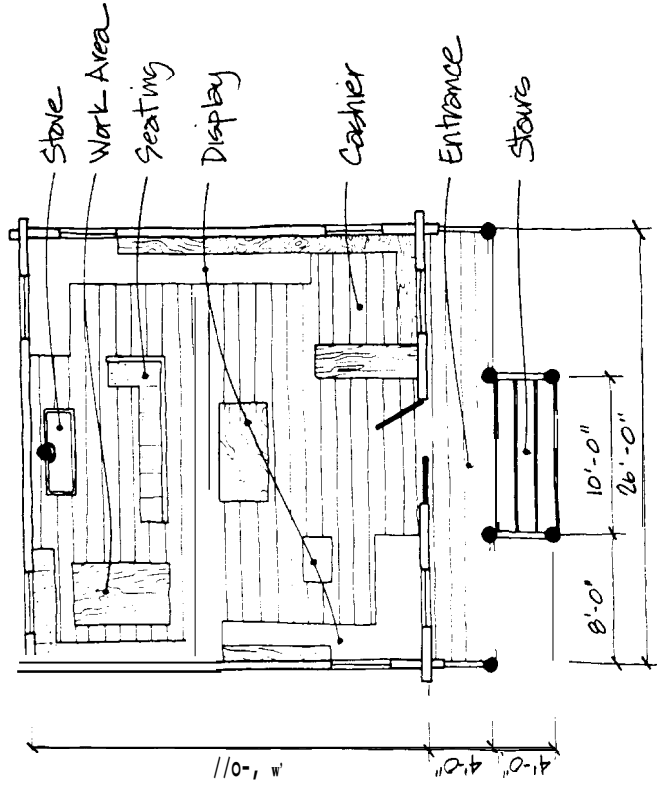 Stove
Work Area
Seating
Display
Cashier
Entrance
Stairs
10'-0"
26'-0"
8'-0"
4'-0"
4'-0"